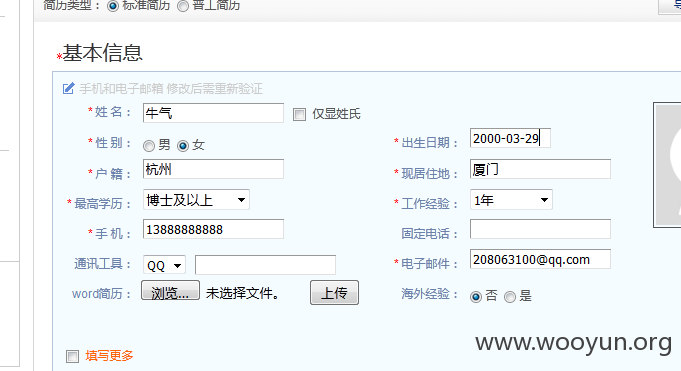 简历类型： 标准简历 普工简历
*基本信息
手机和电子邮箱 修改后需重新验证
* 姓 名： 牛气 仅显姓氏
* 性 别： 男 女 * 出生日期： 2000-03-29
* 户 籍： 杭州 * 现居住地： 厦门
* 最高学历： 博士及以上 * 工作经验： 1年
* 手 机： 13888888888 固定电话：
通讯工具： QQ * 电子邮件： 208063100@qq.com
word简历： 浏览... 未选择文件。 上传 海外经验： 否 是
www.wooyun.org
填写更多